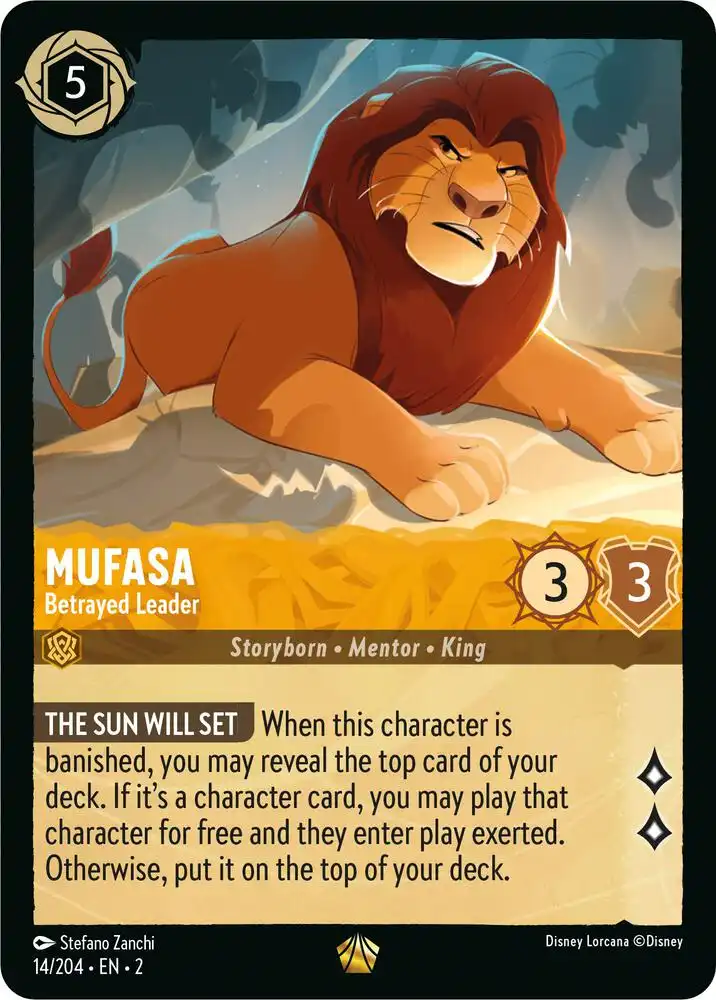 5
MUFASA
Betrayed Leader
3
3
Storyborn • Mentor • King
THE SUN WILL SET When this character is
banished, you may reveal the top card of your
deck. If it’s a character card, you may play that
character for free and they enter play exerted.
Otherwise, put it on the top of your deck.
Stefano Zanchi
Disney Lorcana ©Disney
14/204 • EN • 2